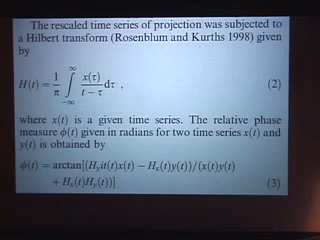 The rescaled time series of projection was subjected
to a Hilbert transform (Rosenblum and Kurths 1998) given
by
H(t) = 1/π ∫_{-∞}^{∞} x(τ)/(t − τ) dτ , (2)
where x(t) is a given time series. The relative phase
measure ϕ(t) given in radians for two time series x(t) and
y(t) is obtained by
ϕ(t) = arctan[(H_y it(t)x(t) − H_x(t)y(t))/(x(t)y(t)
+ H_x(t)H_y(t))] (3)